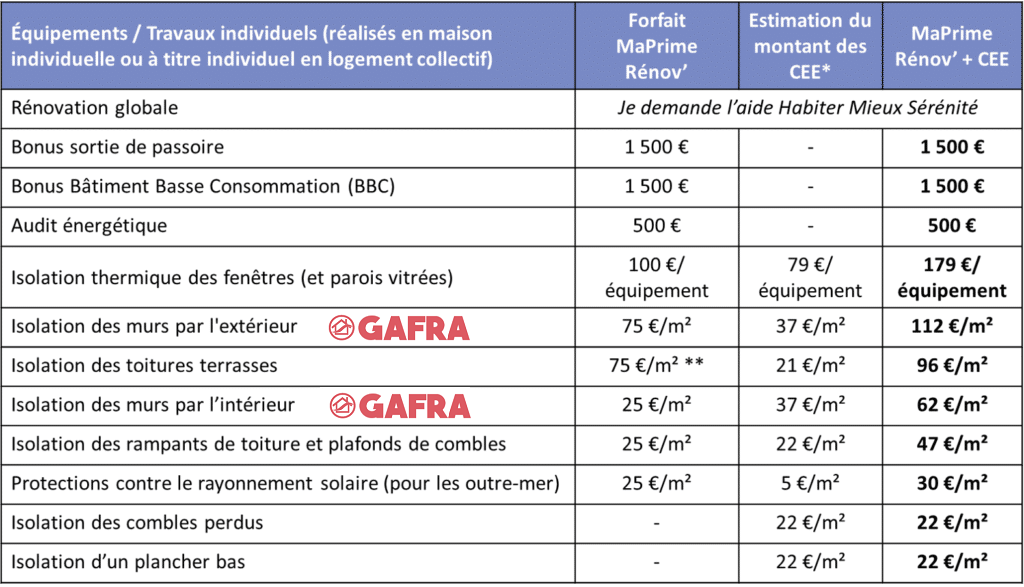 Équipements / Travaux individuels (réalisés en maison individuelle ou à titre individuel en logement collectif) Forfait MaPrime Rénov’ Estimation du montant des CEE* MaPrime Rénov’ + CEE
Rénovation globale Je demande l’aide Habiter Mieux Sérénité
Bonus sortie de passoire 1 500 € - 1 500 €
Bonus Bâtiment Basse Consommation (BBC) 1 500 € - 1 500 €
Audit énergétique 500 € - 500 €
Isolation thermique des fenêtres (et parois vitrées) 100 €/ équipement 79 €/ équipement 179 €/ équipement
Isolation des murs par l'extérieur GAFRA 75 €/m² 37 €/m² 112 €/m²
Isolation des toitures terrasses 75 €/m² ** 21 €/m² 96 €/m²
Isolation des murs par l’intérieur GAFRA 25 €/m² 37 €/m² 62 €/m²
Isolation des rampants de toiture et plafonds de combles 25 €/m² 22 €/m² 47 €/m²
Protections contre le rayonnement solaire (pour les outre-mer) 25 €/m² 5 €/m² 30 €/m²
Isolation des combles perdus - 22 €/m² 22 €/m²
Isolation d’un plancher bas - 22 €/m² 22 €/m²